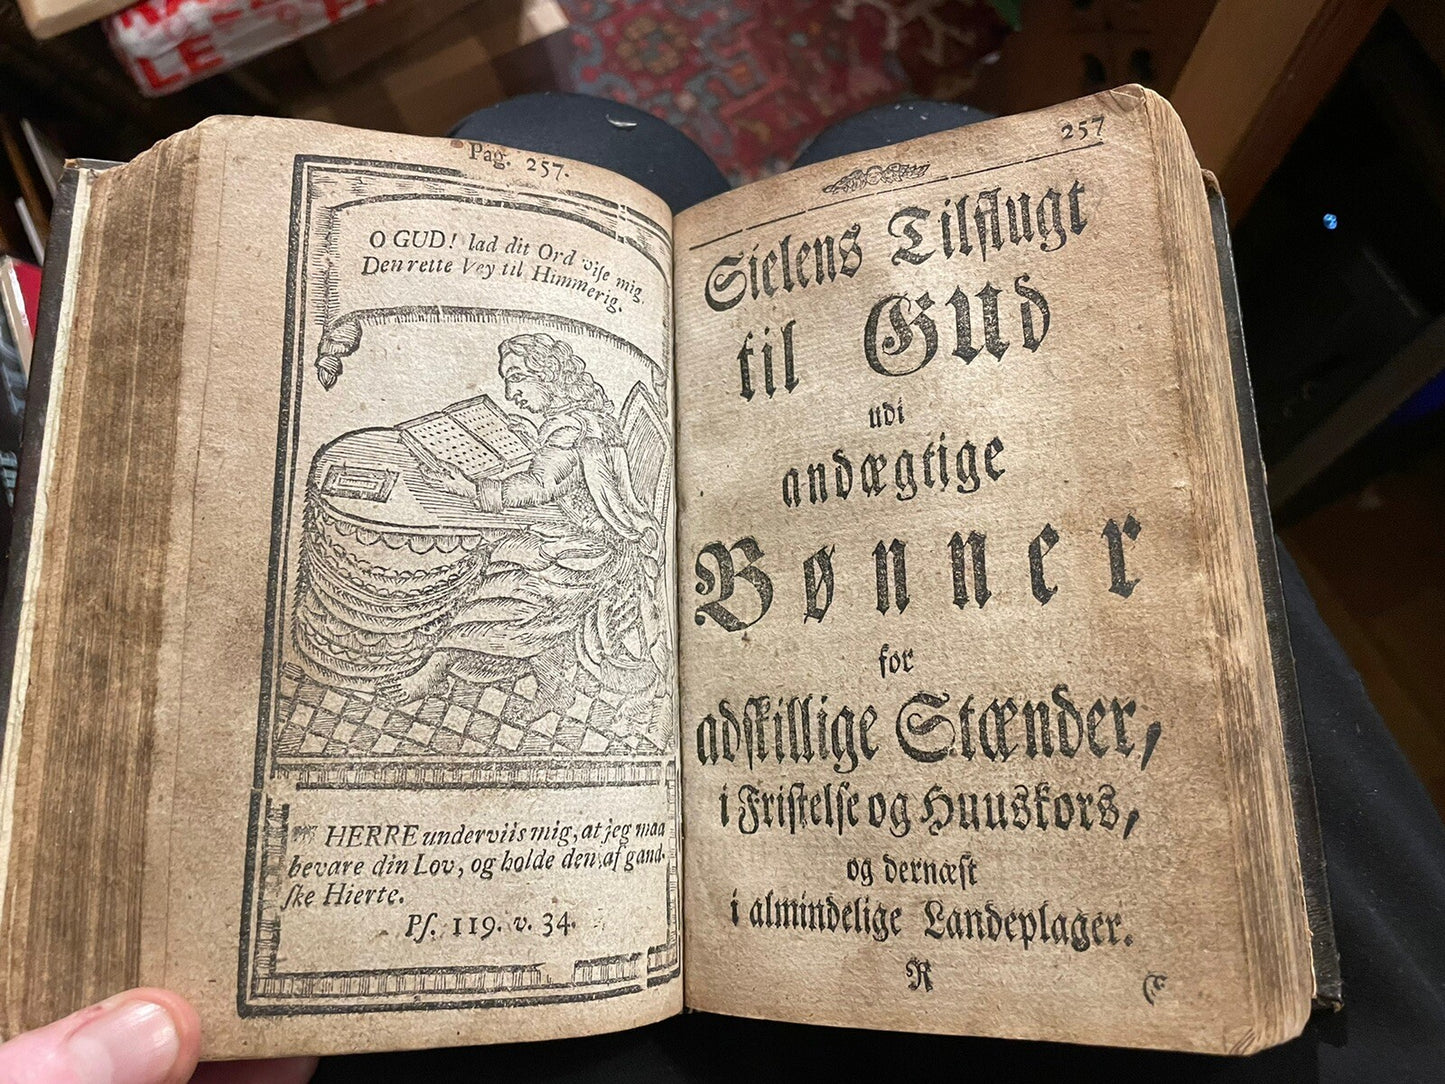 LE
Pag. 257.
O GUD! lad dit Ord viſe mig,
Den rette Vey til Himmerig.
HERRE underviis mig, at jeg maa
bevare din Lov, og holde den, af gand-
ſke Hierte.
Pſ. 119. v. 34.
257
Sielens Tilflugt
til GUd
udi
andægtige
Bønner
for
adſkillige Stænder,
i Friſtelſe og Huuskors,
og dernæſt
i almindelige Landeplager.
R